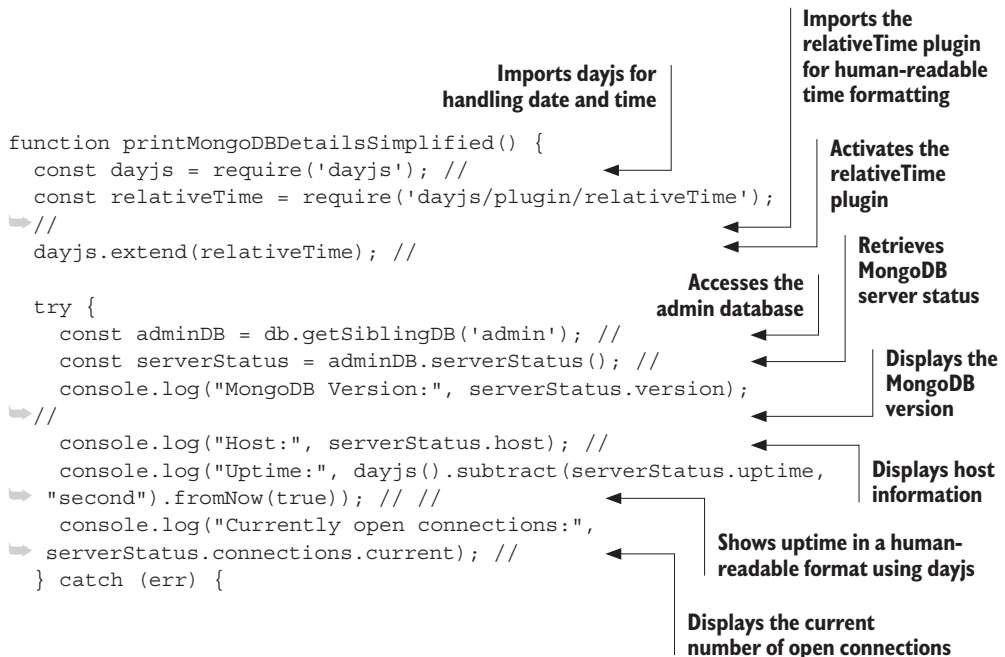 Imports the
relativeTime plugin
for human-readable
time formatting
Imports dayjs for
handling date and time
function printMongoDBDetailsSimplified() {
const dayjs = require('dayjs'); //
const relativeTime = require('dayjs/plugin/relativeTime');
➥//
dayjs.extend(relativeTime); //
Activates the
relativeTime
plugin
Retrieves
MongoDB
server status
Accesses the
admin database
try {
const adminDB = db.getSiblingDB('admin'); //
const serverStatus = adminDB.serverStatus(); //
console.log("MongoDB Version:", serverStatus.version);
➥//
Displays the
MongoDB
version
console.log("Host:", serverStatus.host); //
console.log("Uptime:", dayjs().subtract(serverStatus.uptime,
➥ "second").fromNow(true)); // //
console.log("Currently open connections:",
➥ serverStatus.connections.current); //
} catch (err) {
Displays host
information
Shows uptime in a human-
readable format using dayjs
Displays the current
number of open connections